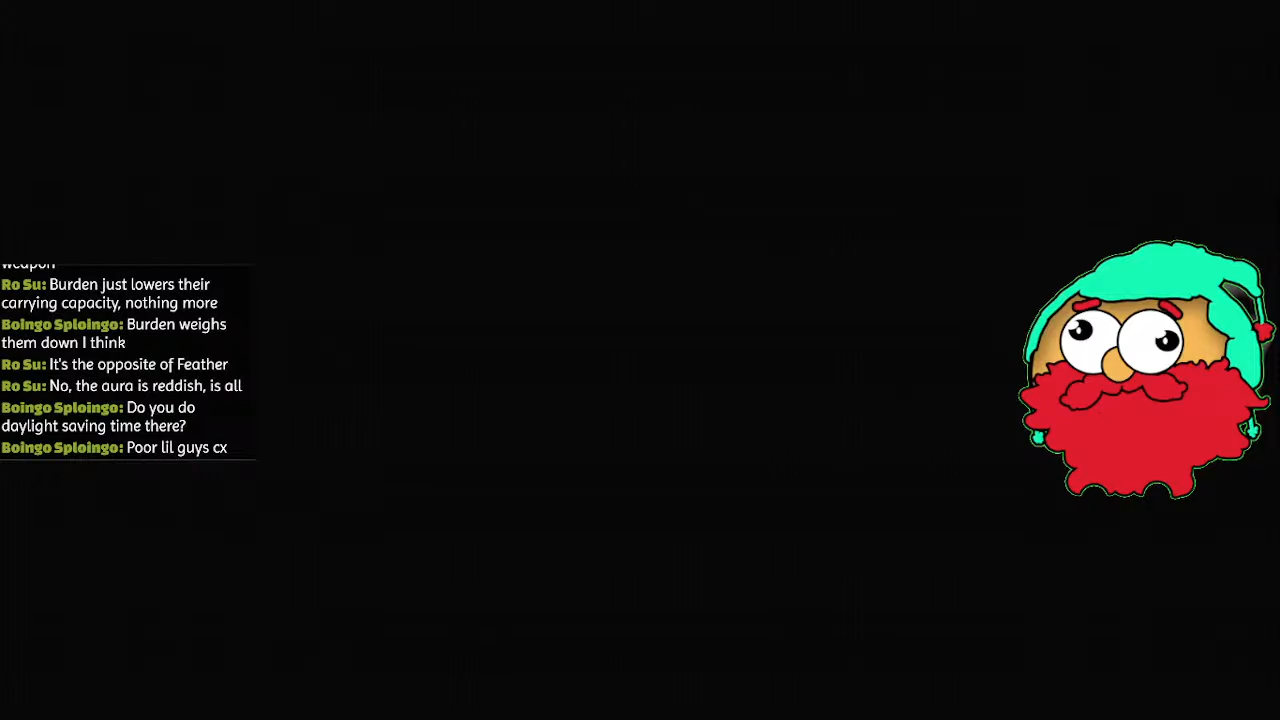 weapon
Ro Su: Burden just lowers their
carrying capacity, nothing more
Boingo Sploingo: Burden weighs
them down I think
Ro Su: It's the opposite of Feather
Ro Su: No, the aura is reddish, is all
Boingo Sploingo: Do you do
daylight saving time there?
Boingo Sploingo: Poor lil guys cx